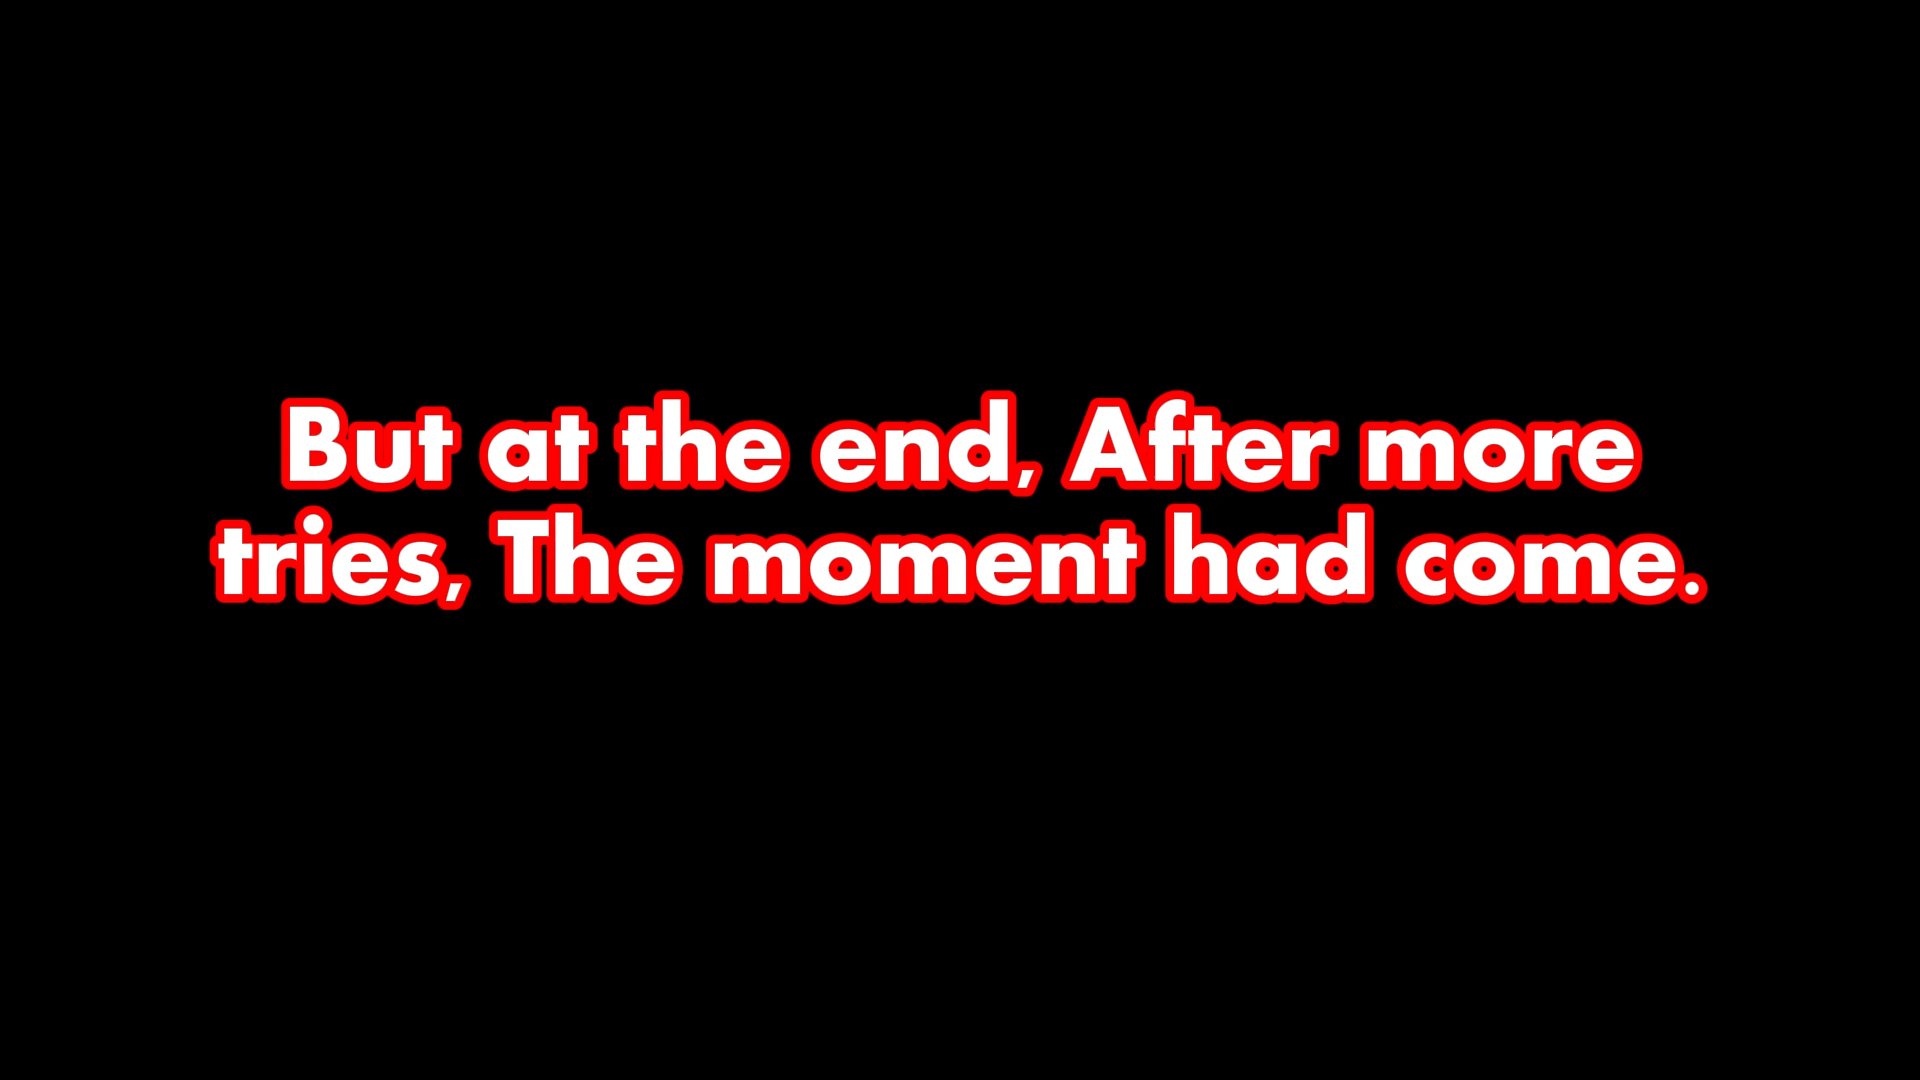 But at the end, After more
tries, The moment had come.